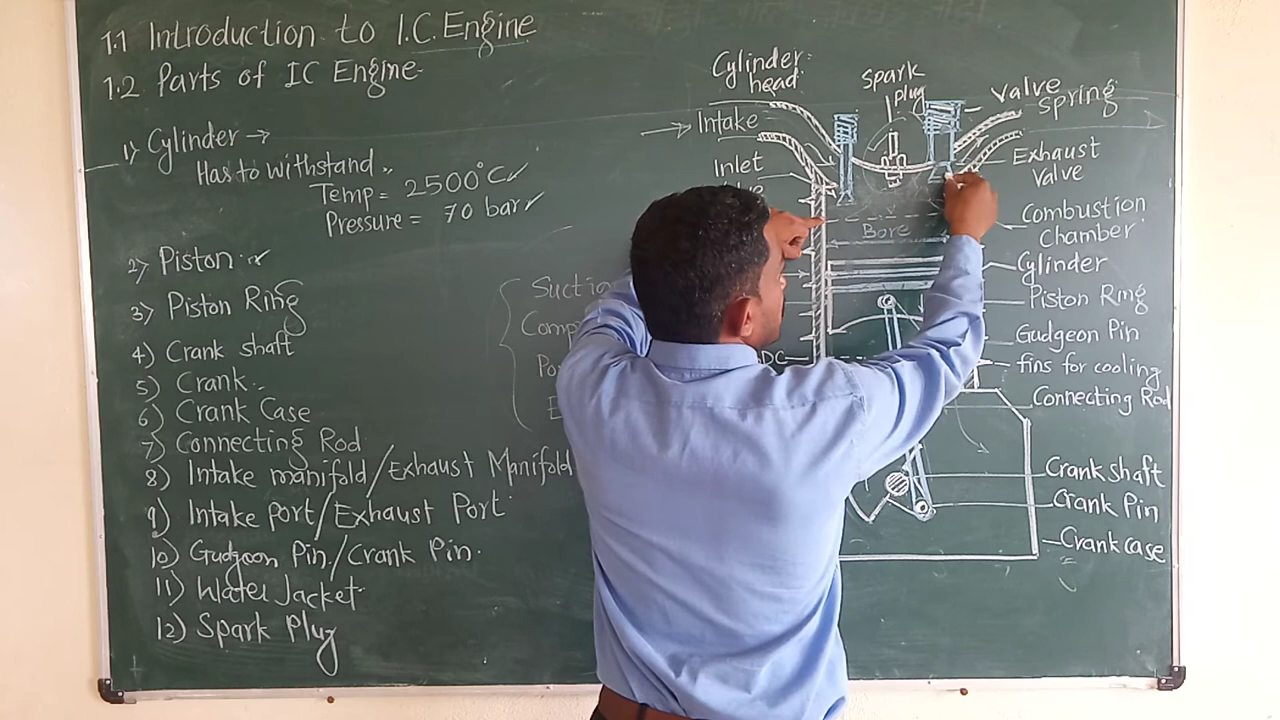 1.1 Introduction to I.C. Engine
1.2 Parts of IC Engine
1) Cylinder →
Has to withstand
Temp = 2500°C ✓
Pressure = 70 bar ✓
2) Piston
3) Piston Ring
4) Crank shaft
5) Crank
6) Crank Case
7) Connecting Rod
8) Intake manifold/Exhaust Manifold
9) Intake port/Exhaust Port
10) Gudgeon Pin/Crank Pin.
11) Water Jacket
12) Spark Plug
Cylinder
head
Intake
Inlet
Spark
plug
Valve
Spring
Exhaust
Valve
Combustion
Chamber
Bore
Cylinder
Piston Ring
Gudgeon Pin
fins for cooling
Connecting Rod
Crank shaft
Crank Pin
Crank case